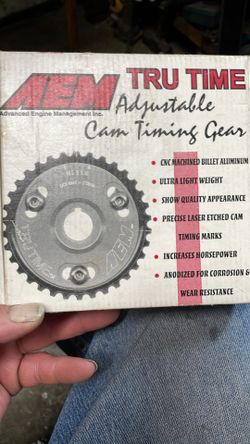 AEM
Advanced Engine Management Inc.
TRU TIME
Adjustable
Cam Timing Gear
• CNC MACHINED BILLET ALUMINUM
• ULTRA LIGHT WEIGHT
• SHOW QUALITY APPEARANCE
• PRECISE LASER ETCHED CAM
TIMING MARKS
• INCREASES HORSEPOWER
• ANODIZED FOR CORROSION &
WEAR RESISTANCE
AEM